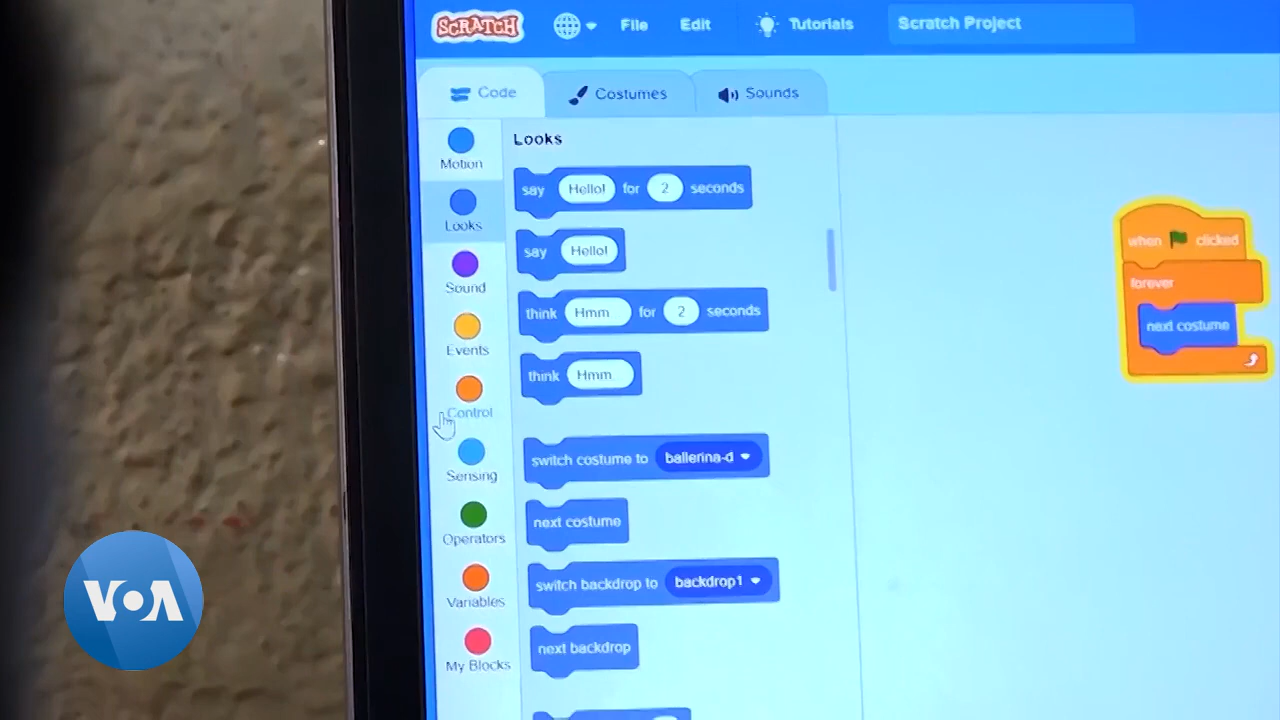 SCRATCH File Edit Tutorials Scratch Project
Code Costumes Sounds
Motion
Looks
Sound
Events
Control
Sensing
Operators
Variables
My Blocks
Looks
say Hello! for 2 seconds
say Hello!
think Hmm for 2 seconds
think Hmm
switch costume to ballerina-d
next costume
switch backdrop to backdrop1
next backdrop
when clicked
forever
next costume
VOA